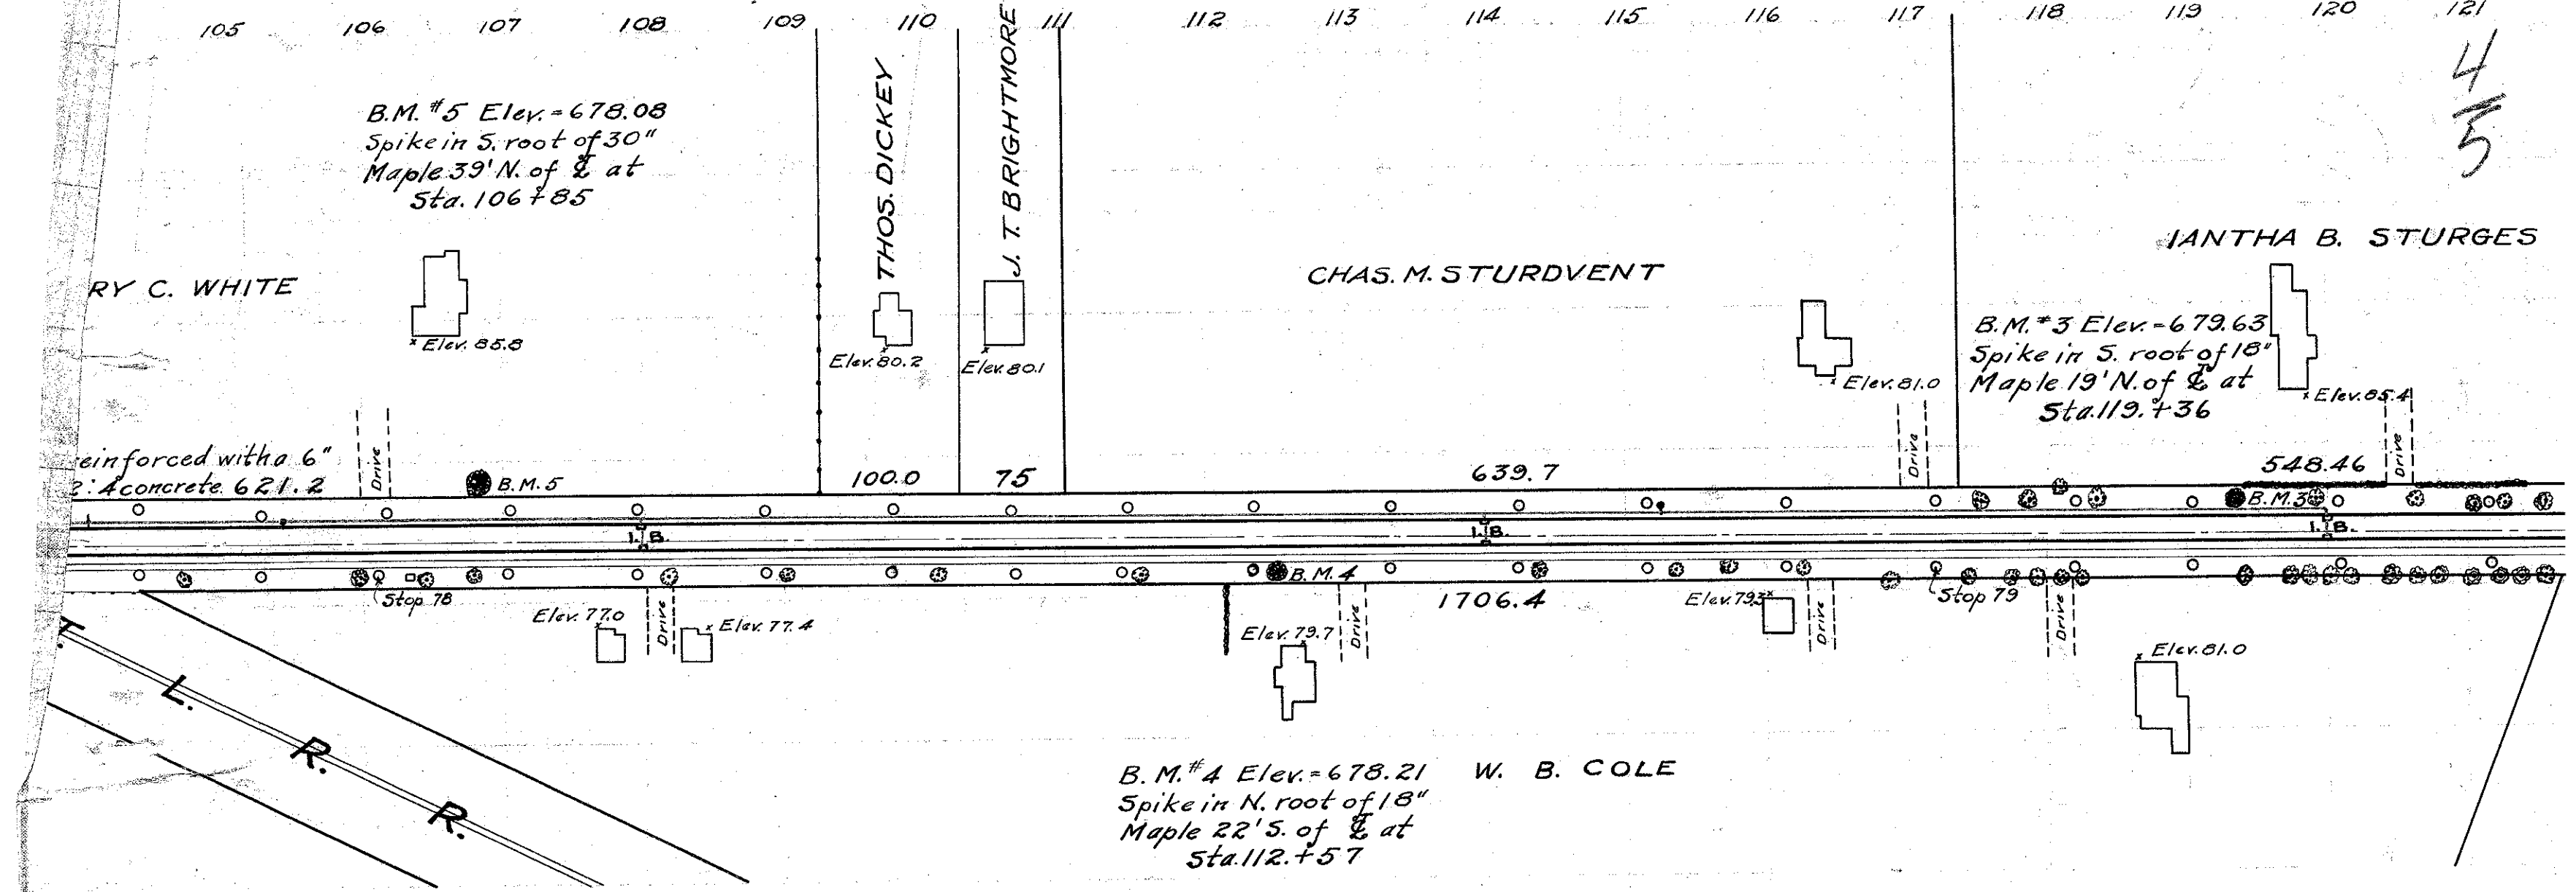 105 106 107 108 109 110 111 112 113 114 115 116 117 118 119 120 121
4
5
B.M. #5 Elev. = 678.08
Spike in S. root of 30"
Maple 39' N. of ℄ at
Sta. 106 + 85
THOS. DICKEY
J. T. BRIGHTMORE
RY C. WHITE
CHAS. M. STURDVENT
IANTHA B. STURGES
B.M. #3 Elev. = 679.63
Spike in S. root of 18"
Maple 19' N. of ℄ at
Sta. 119. + 36
Elev. 85.8
Elev. 80.2
Elev. 80.1
Elev. 81.0
Elev. 85.4
einforced with a 6"
2:4 concrete 621.2
Drive
B.M. 5
100.0
75
639.7
Drive
548.46
Drive
B.M. 3
I.B.
I.B.
I.B.
Stop 78
B.M. 4
1706.4
Stop 79
Elev. 77.0
Drive
Elev. 77.4
Elev. 79.7
Drive
Elev. 79.3
Drive
Drive
Elev. 81.0
T. L. R. R.
B.M. #4 Elev. = 678.21
Spike in N. root of 18"
Maple 22' S. of ℄ at
Sta. 112. + 57
W. B. COLE